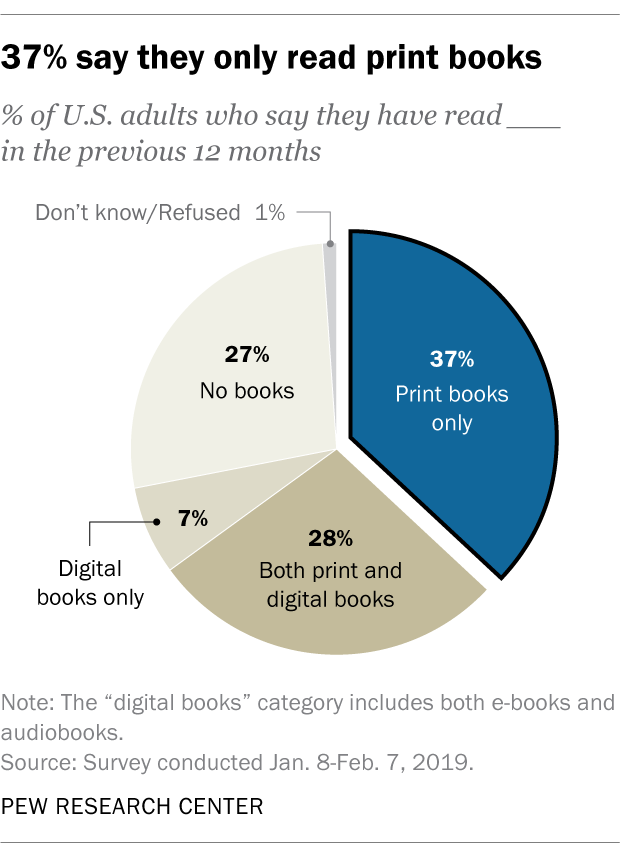 37% say they only read print books
% of U.S. adults who say they have read ___
in the previous 12 months
Don’t know/Refused 1%
37%
Print books
only
27%
No books
7%
Digital
books only
28%
Both print and
digital books
Note: The “digital books” category includes both e-books and
audiobooks.
Source: Survey conducted Jan. 8-Feb. 7, 2019.
PEW RESEARCH CENTER